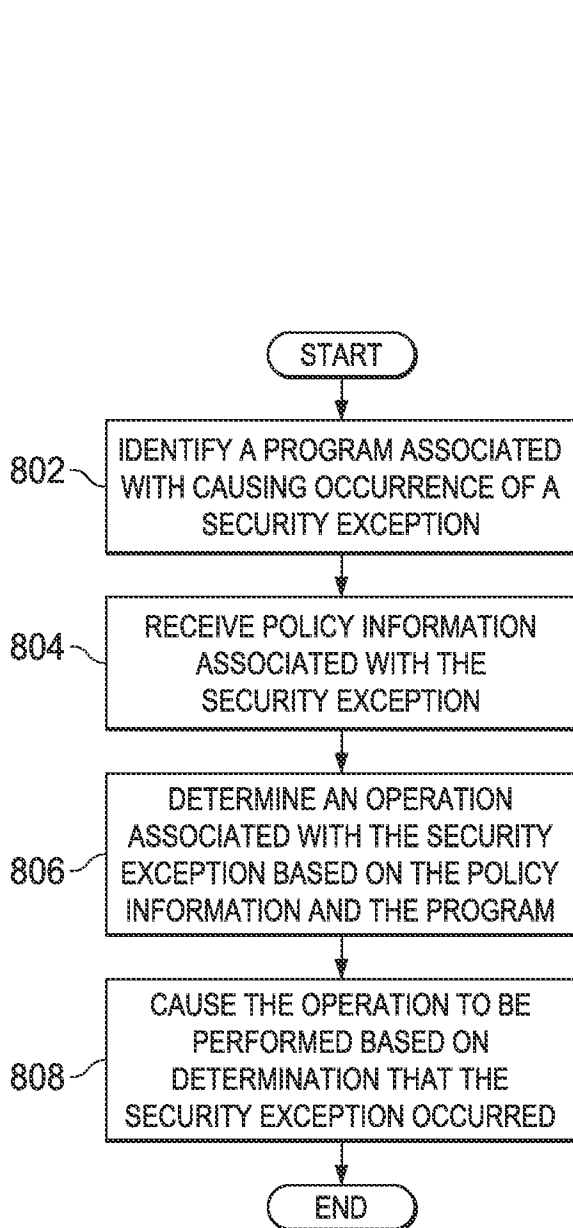 START
802
IDENTIFY A PROGRAM ASSOCIATED
WITH CAUSING OCCURRENCE OF A
SECURITY EXCEPTION
804
RECEIVE POLICY INFORMATION
ASSOCIATED WITH THE
SECURITY EXCEPTION
806
DETERMINE AN OPERATION
ASSOCIATED WITH THE SECURITY
EXCEPTION BASED ON THE POLICY
INFORMATION AND THE PROGRAM
808
CAUSE THE OPERATION TO BE
PERFORMED BASED ON
DETERMINATION THAT THE
SECURITY EXCEPTION OCCURRED
END